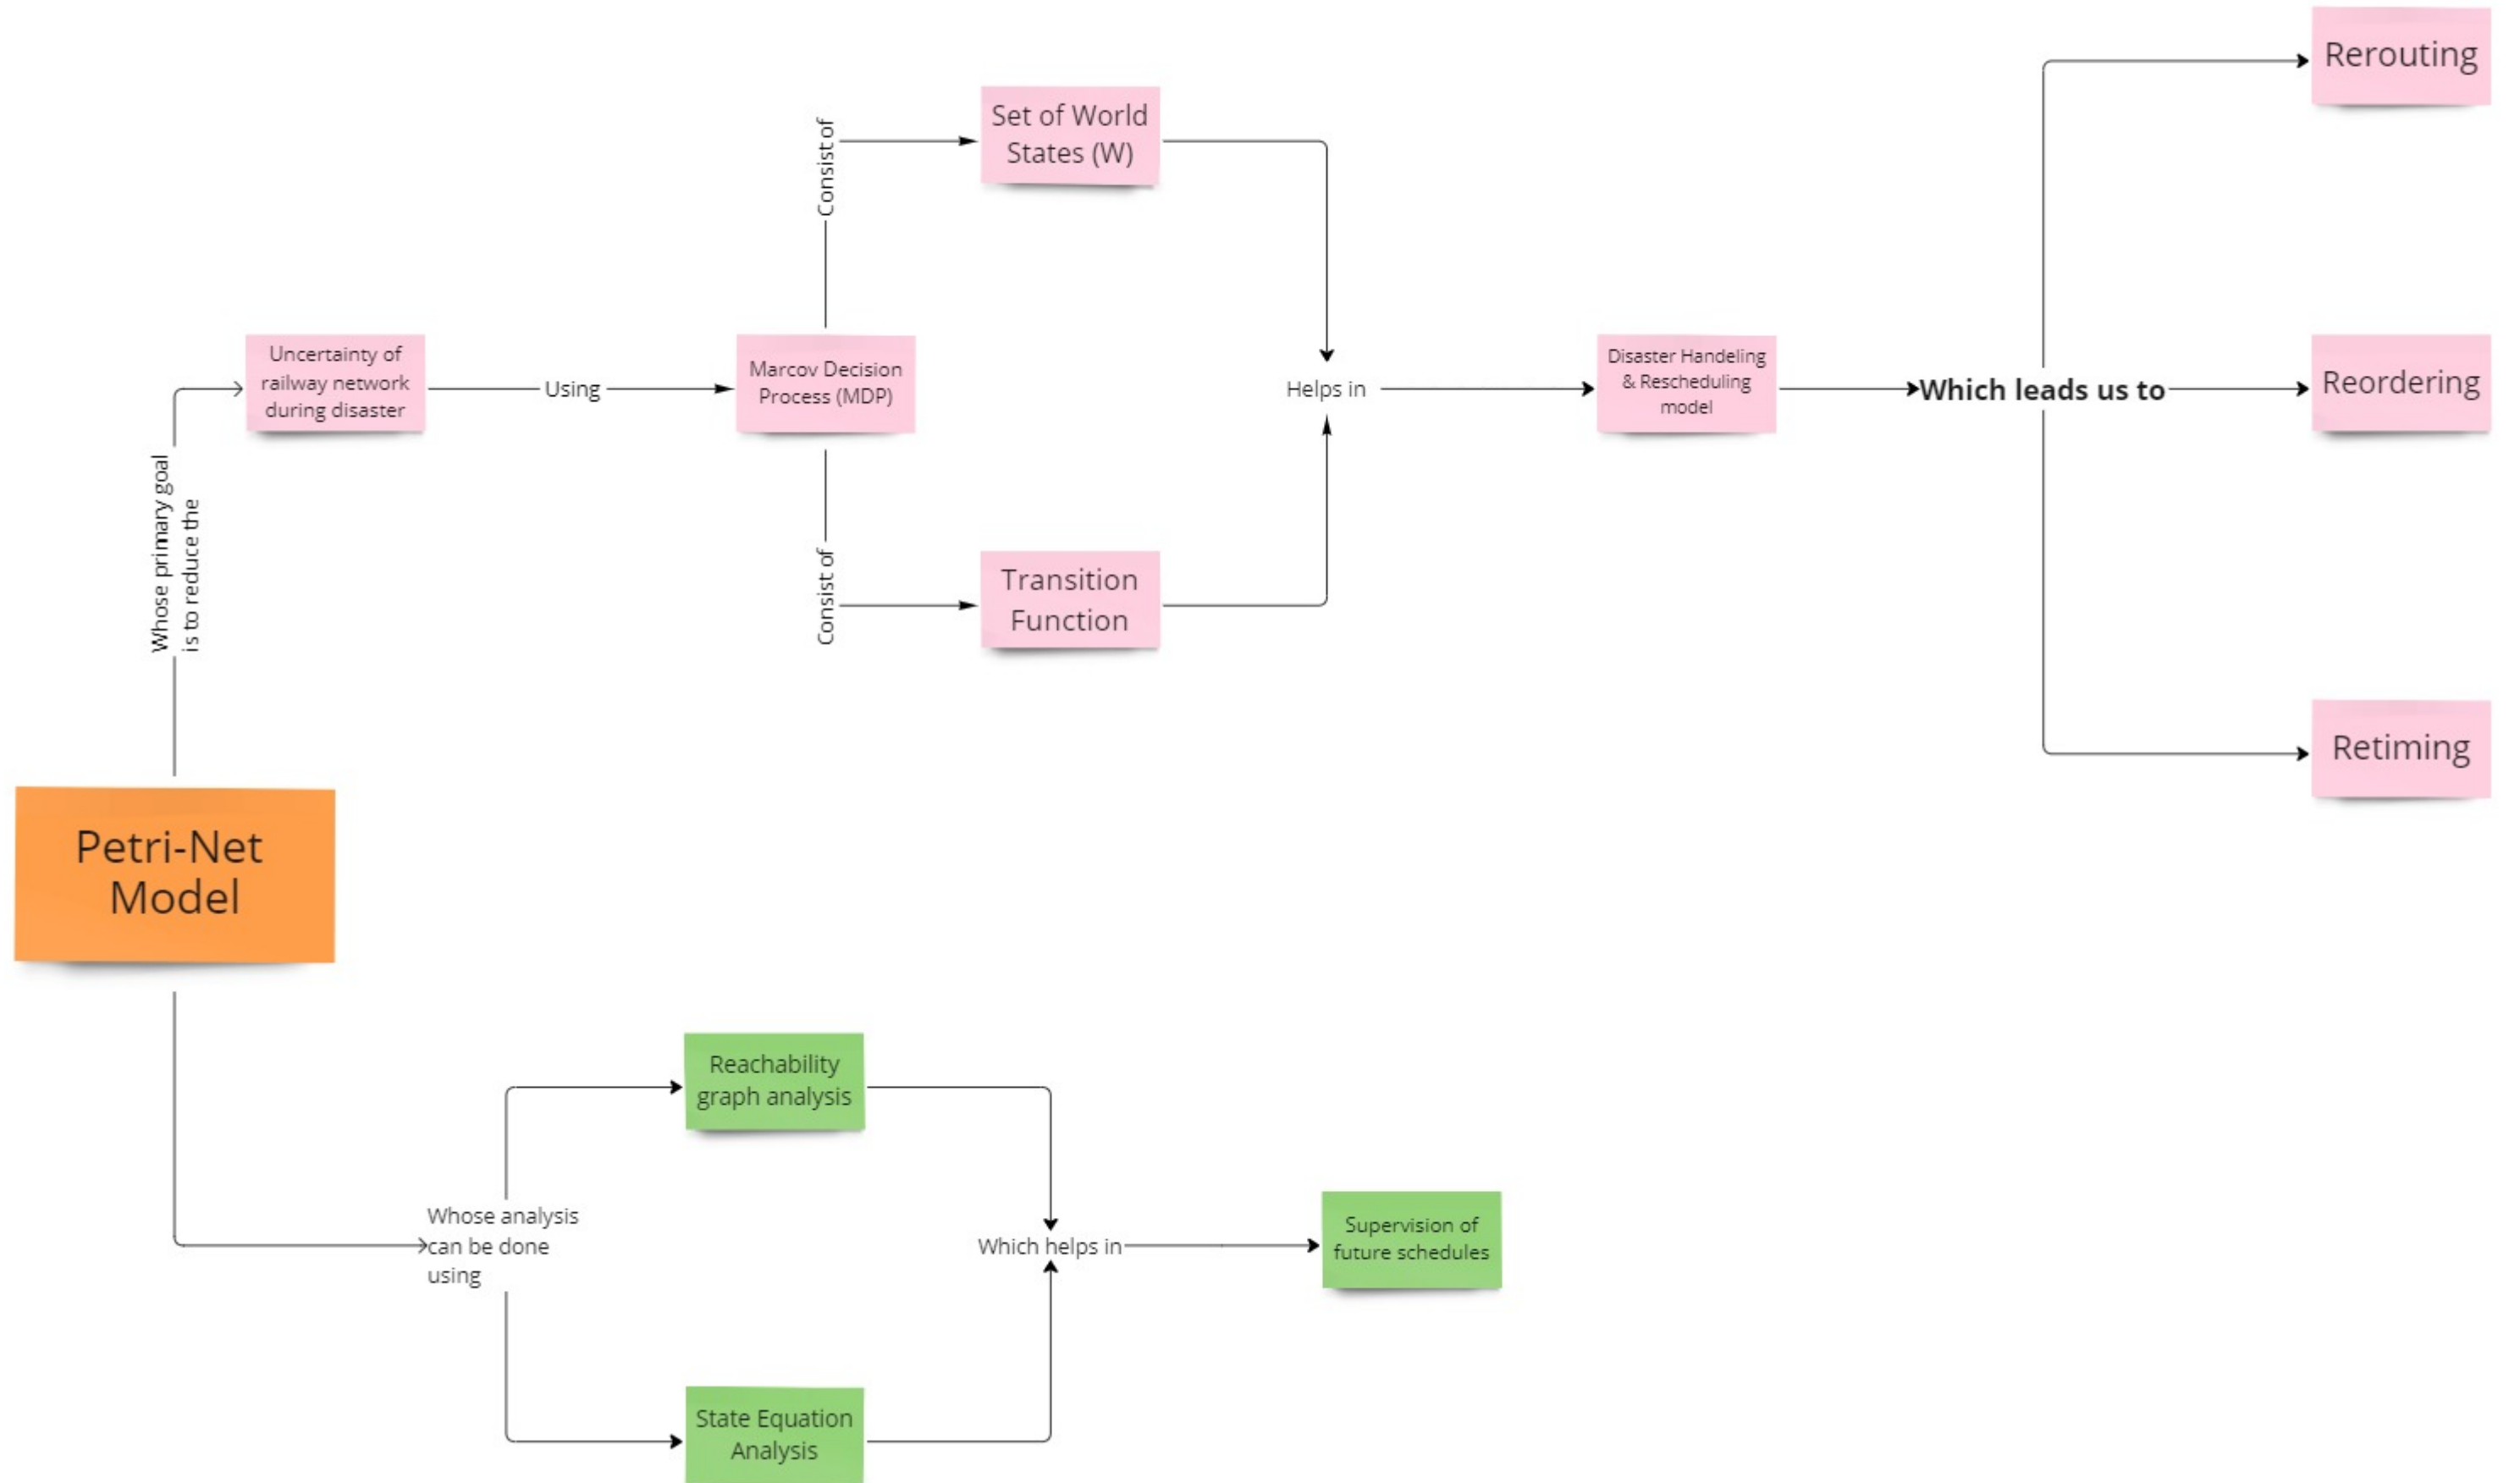 Rerouting
Set of World
States (W)
Consist of
Uncertainty of
railway network
during disaster
Using
Marcov Decision
Process (MDP)
Helps in
Disaster Handeling
& Rescheduling
model
Which leads us to
Reordering
Whose primary goal
is to reduce the
Consist of
Transition
Function
Retiming
Petri-Net
Model
Reachability
graph analysis
Whose analysis
can be done
using
Which helps in
Supervision of
future schedules
State Equation
Analysis